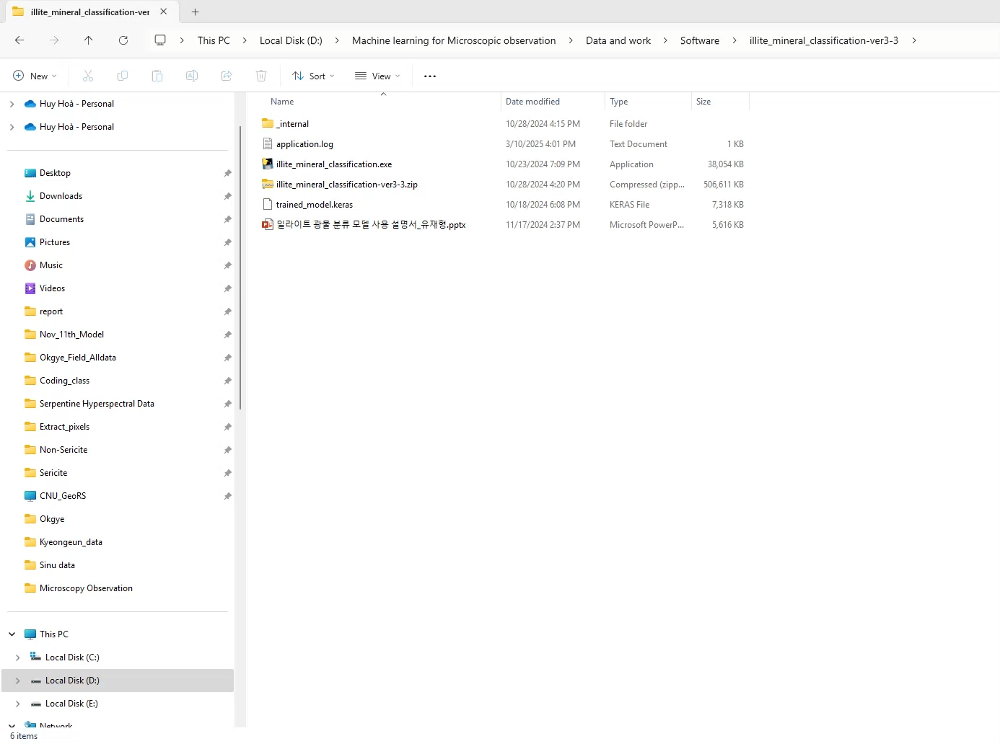 illite_mineral_classification-ver
This PC > Local Disk (D:) > Machine learning for Microscopic observation > Data and work > Software > illite_mineral_classification-ver3-3 >
New Sort View
Huy Hoà - Personal
Huy Hoà - Personal
Desktop
Downloads
Documents
Pictures
Music
Videos
report
Nov_11th_Model
Okgye_Field_Alldata
Coding_class
Serpentine Hyperspectral Data
Extract_pixels
Non-Sericite
Sericite
CNU_GeoRS
Okgye
Kyeongeun_data
Sinu data
Microscopy Observation
This PC
Local Disk (C:)
Local Disk (D:)
Local Disk (E:)
Network
Name Date modified Type Size
_internal 10/28/2024 4:15 PM File folder
application.log 3/10/2025 4:01 PM Text Document 1 KB
illite_mineral_classification.exe 10/23/2024 7:09 PM Application 38,054 KB
illite_mineral_classification-ver3-3.zip 10/28/2024 4:20 PM Compressed (zipp... 506,611 KB
trained_model.keras 10/18/2024 6:08 PM KERAS File 7,318 KB
일라이트 광물 분류 모델 사용 설명서_유재형.pptx 11/17/2024 2:37 PM Microsoft PowerP... 5,616 KB
6 items